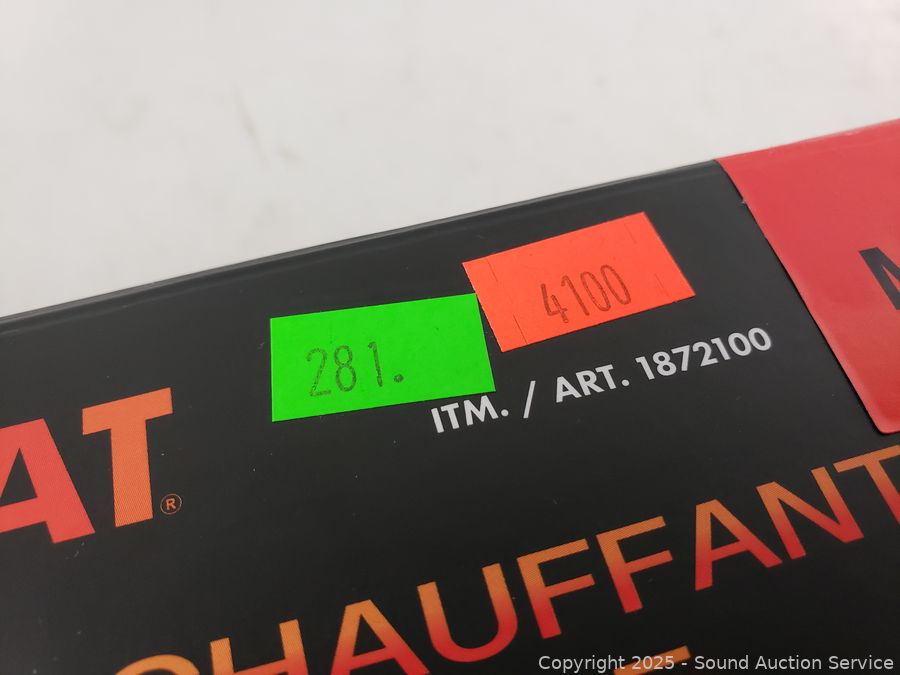 4100
281.
ITM. / ART. 1872100
AT®
CHAUFFANT
Copyright 2025 - Sound Auction Service